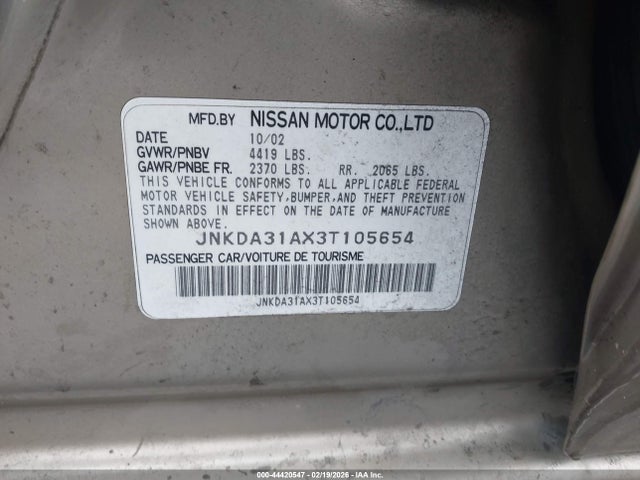 MFD.BY NISSAN MOTOR CO.,LTD
DATE 10/02
GVWR/PNBV 4419 LBS.
GAWR/PNBE FR. 2370 LBS. RR. 2065 LBS.
THIS VEHICLE CONFORMS TO ALL APPLICABLE FEDERAL
MOTOR VEHICLE SAFETY,BUMPER,AND THEFT PREVENTION
STANDARDS IN EFFECT ON THE DATE OF MANUFACTURE
SHOWN ABOVE.
JNKDA31AX3T105654
PASSENGER CAR/VOITURE DE TOURISME
JNKDA31AX3T105654
000-44420547 - 02/19/2026 - IAA Inc.